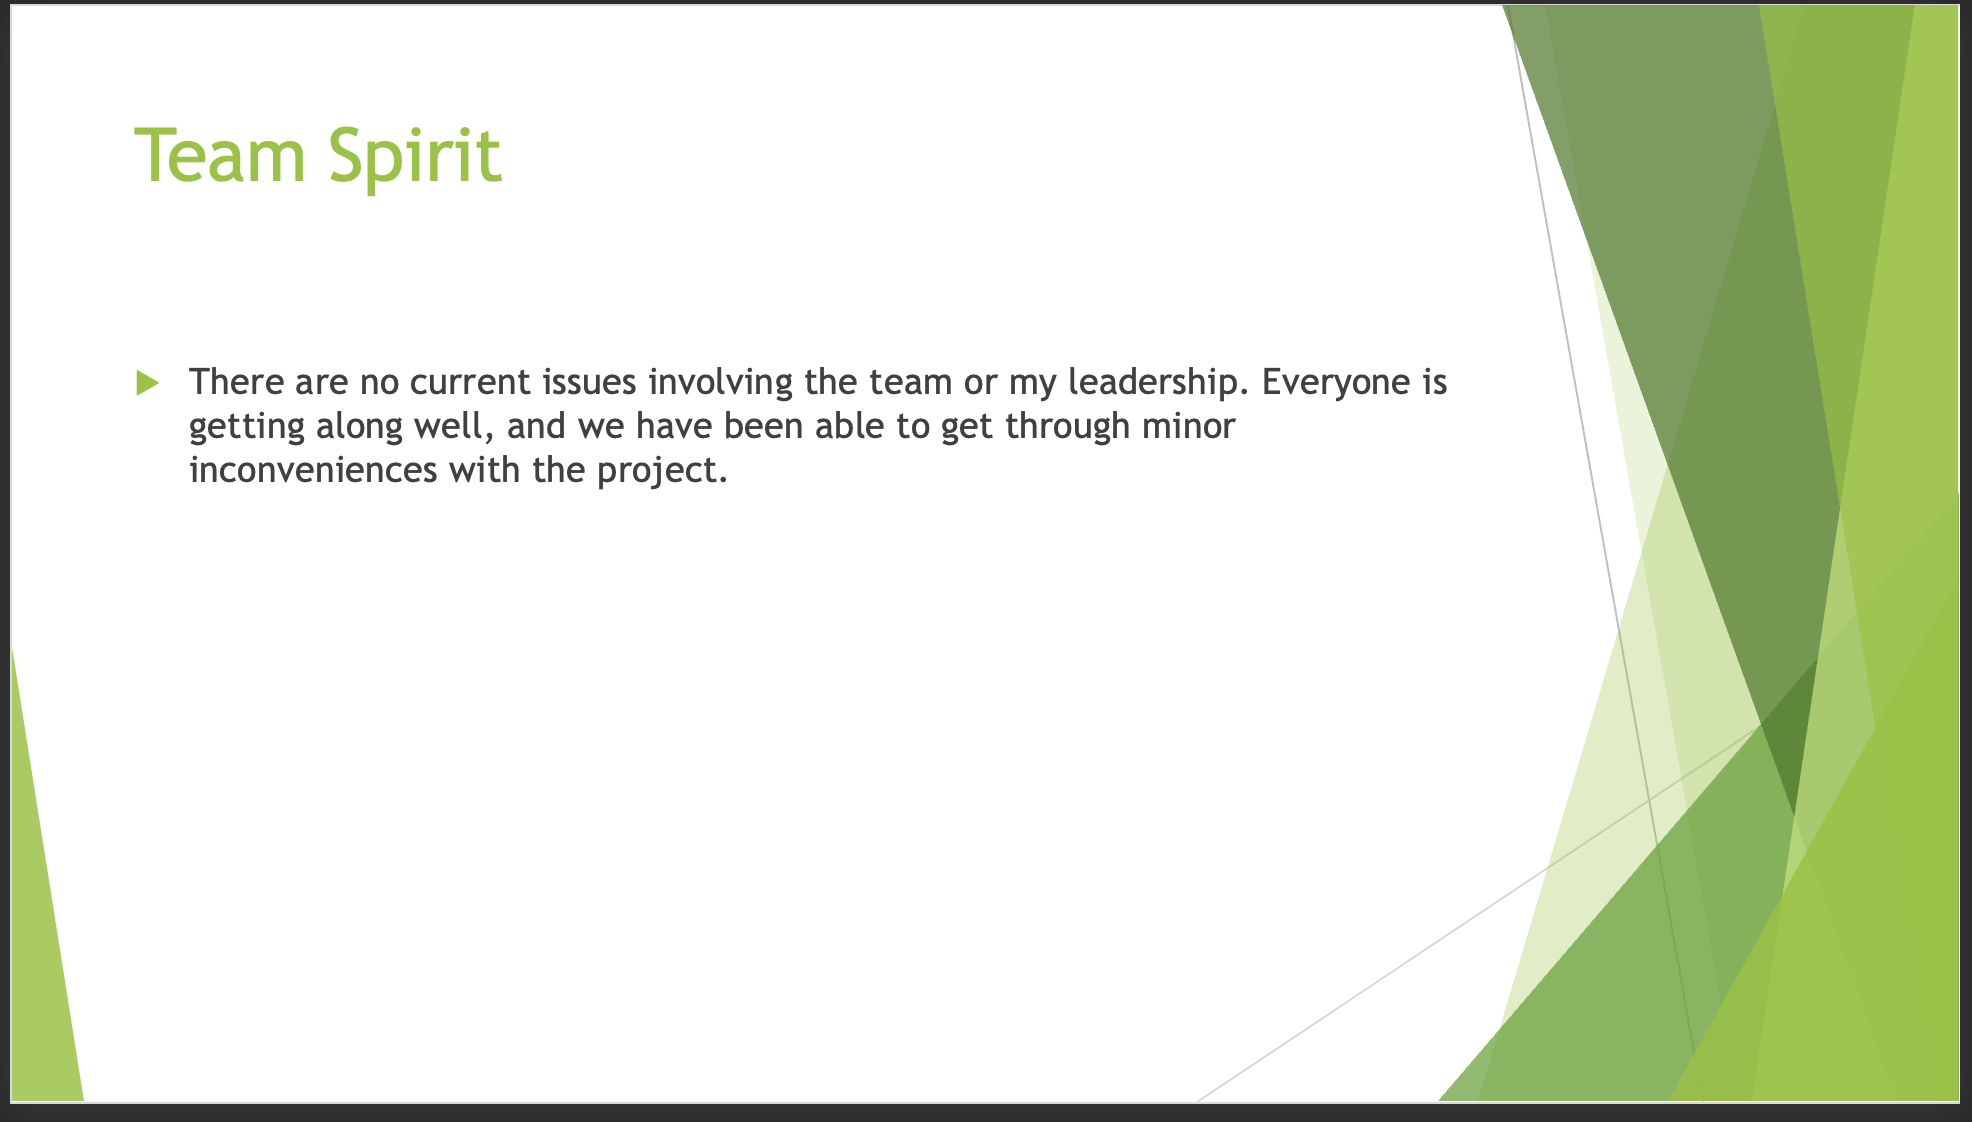 Team Spirit
There are no current issues involving the team or my leadership. Everyone is
getting along well, and we have been able to get through minor
inconveniences with the project.